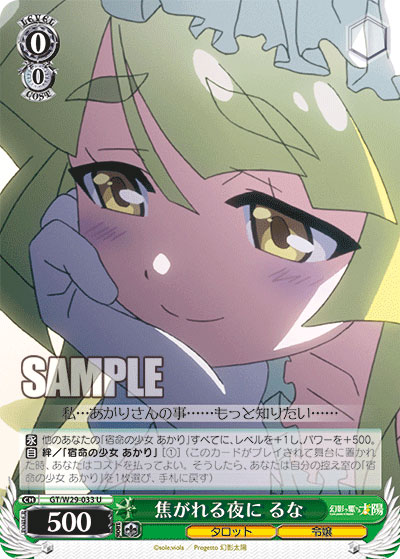 LEVEL
0
0
COST
SAMPLE
私…あかりさんの事……もっと知りたい……
永 他のあなたの「宿命の少女 あかり」すべてに、レベルを+1し、パワーを+500。
自 絆/「宿命の少女 あかり」[①](このカードがプレイされて舞台に置かれ
た時、あなたはコストを払ってよい。そうしたら、あなたは自分の控え室の「宿
命の少女 あかり」を1枚選び、手札に戻す)
CH GT/W29-033 U
500
焦がれる夜に るな
幻影ヲ駆ケル太陽
タロット
令嬢
©sole;viola / Progetto 幻影太陽